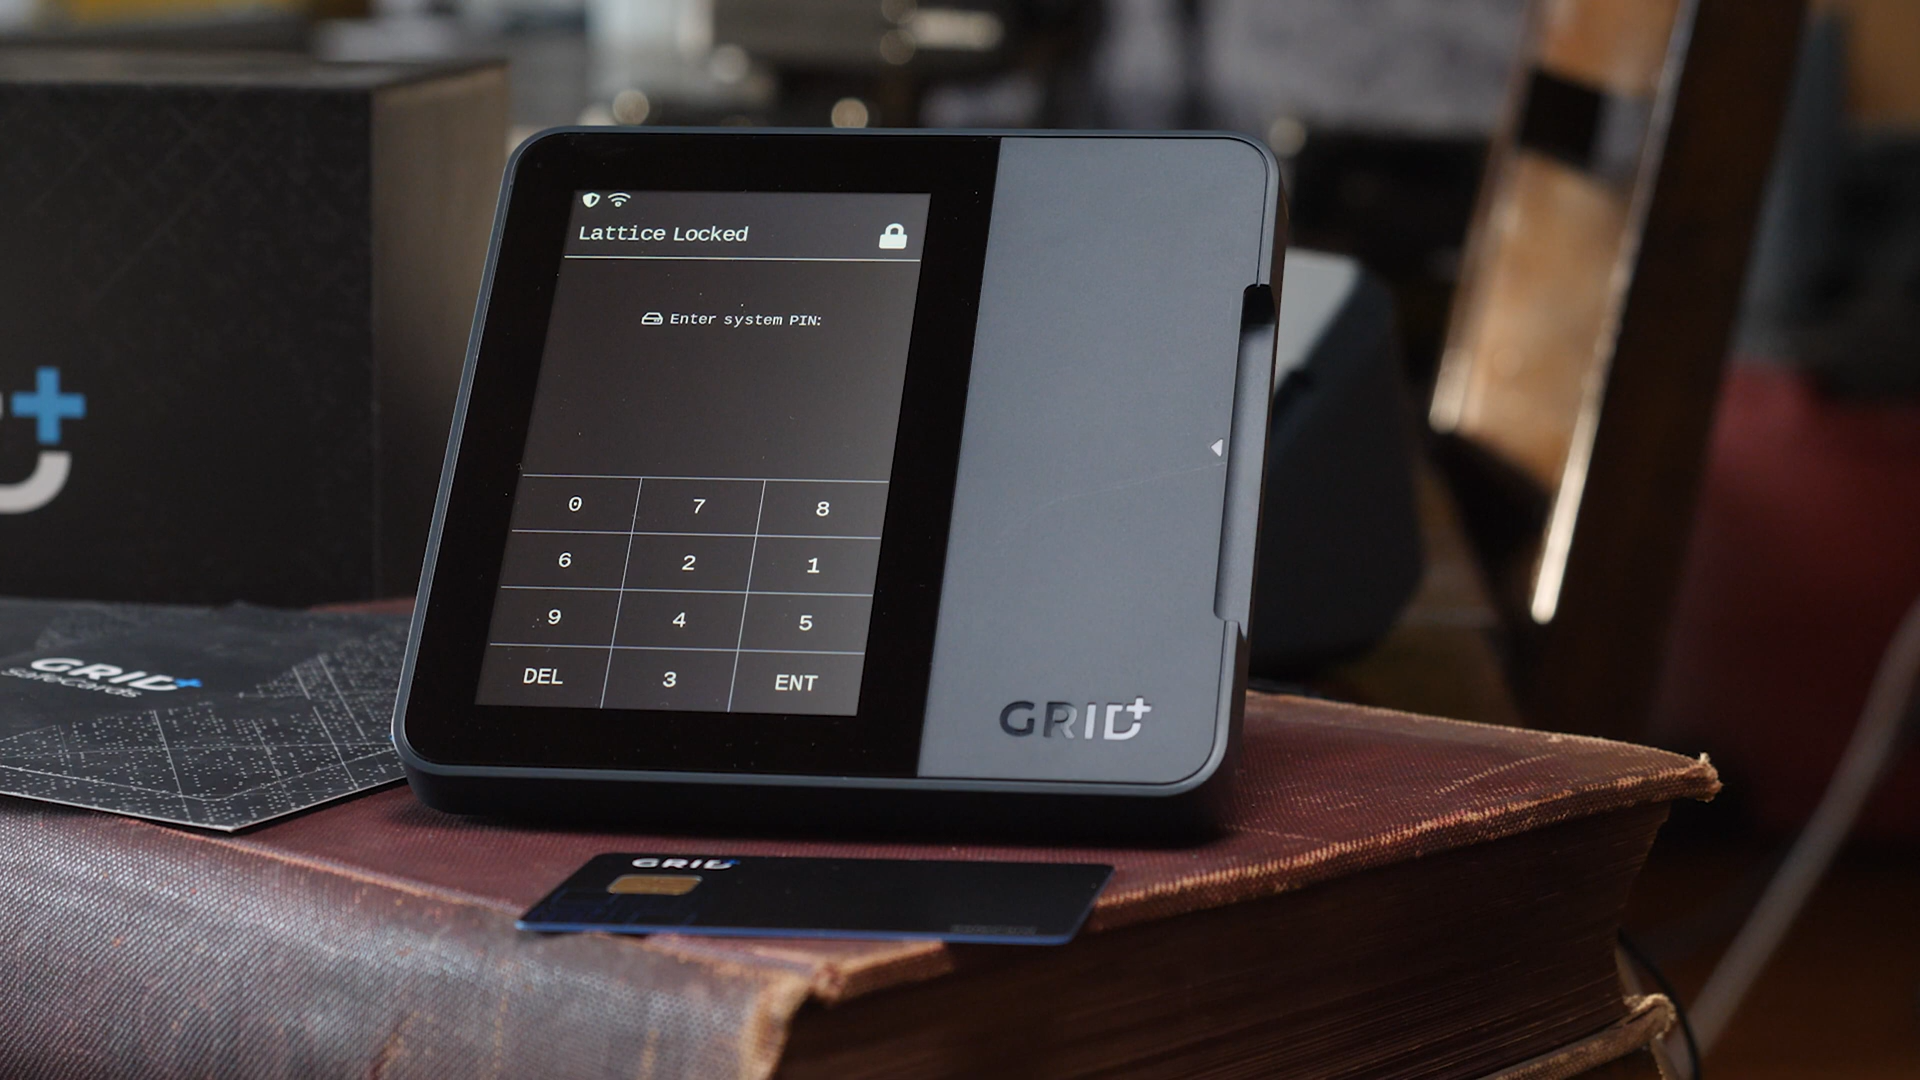 Lattice Locked
Enter system PIN:
0 7 8
6 2 1
9 4 5
DEL 3 ENT
GRID+
GRID+
SafeCards
GRID+